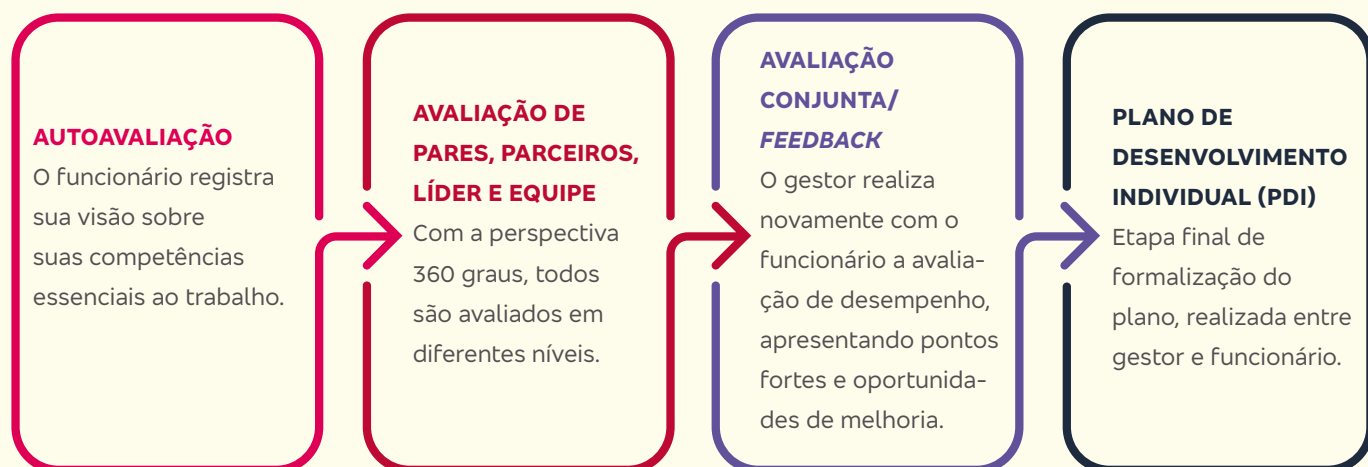 AUTOAVALIAÇÃO
O funcionário registra
sua visão sobre
suas competências
essenciais ao trabalho.
AVALIAÇÃO DE
PARES, PARCEIROS,
LÍDER E EQUIPE
Com a perspectiva
360 graus, todos
são avaliados em
diferentes níveis.
AVALIAÇÃO
CONJUNTA/
FEEDBACK
O gestor realiza
novamente com o
funcionário a avalia-
ção de desempenho,
apresentando pontos
fortes e oportunida-
des de melhoria.
PLANO DE
DESENVOLVIMENTO
INDIVIDUAL (PDI)
Etapa final de
formalização do
plano, realizada entre
gestor e funcionário.